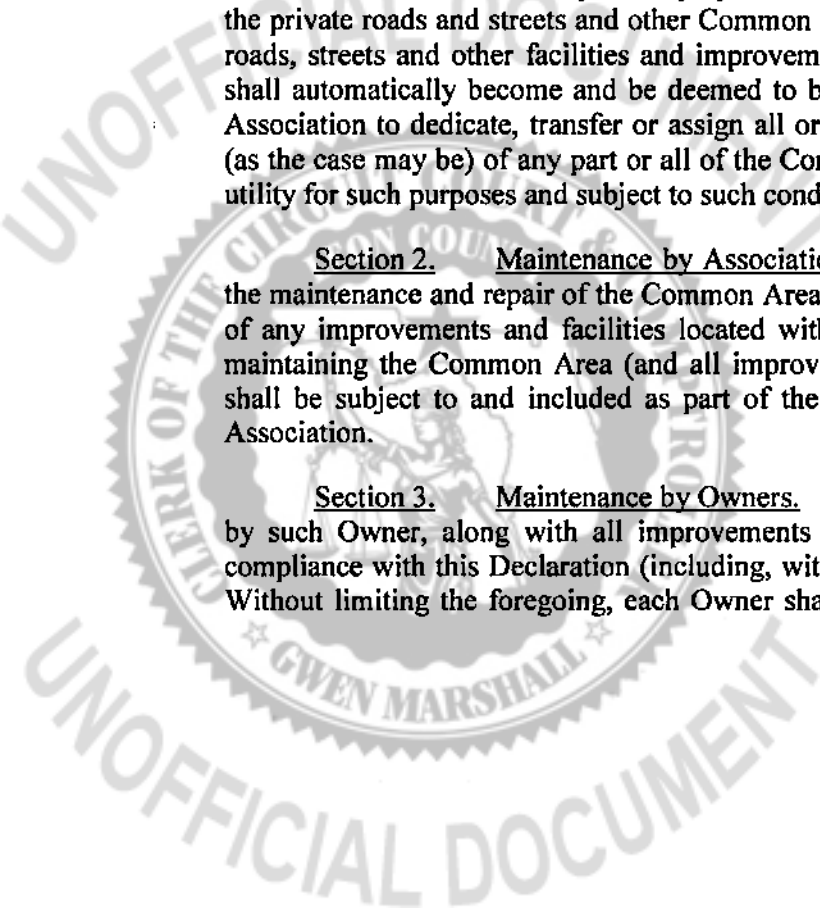 the private roads and streets and other Common
roads, streets and other facilities and improvem
shall automatically become and be deemed to b
Association to dedicate, transfer or assign all or
(as the case may be) of any part or all of the Co
utility for such purposes and subject to such cond
Section 2. Maintenance by Associati
the maintenance and repair of the Common Area
of any improvements and facilities located wit
maintaining the Common Area (and all improv
shall be subject to and included as part of the
Association.
Section 3. Maintenance by Owners.
by such Owner, along with all improvements
compliance with this Declaration (including, wit
Without limiting the foregoing, each Owner sha
UNOFFICIAL DOCUMENT
CLERK OF THE CIRCUIT COURT & COMPTROLLER
GWEN MARSHALL
UNOFFICIAL DOCUMENT